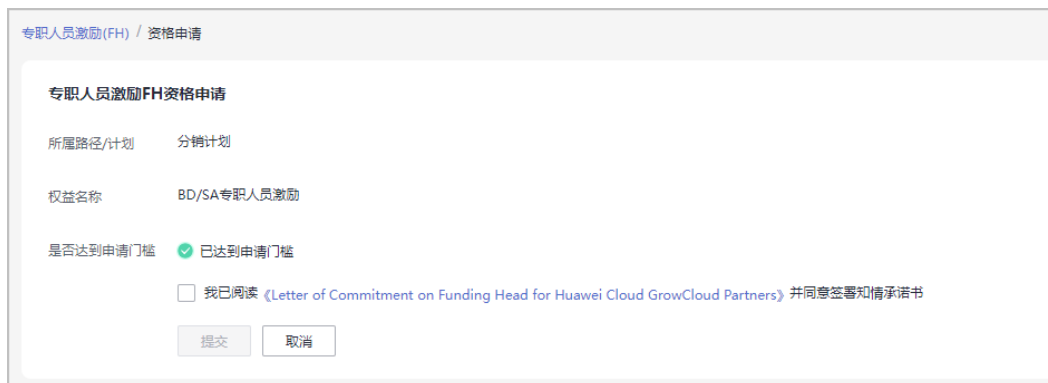 专职人员激励(FH) / 资格申请
专职人员激励FH资格申请
所属路径/计划 分销计划
权益名称 BD/SA专职人员激励
是否达到申请门槛 已达到申请门槛
我已阅读《Letter of Commitment on Funding Head for Huawei Cloud GrowCloud Partners》并同意签署知情承诺书
提交 取消